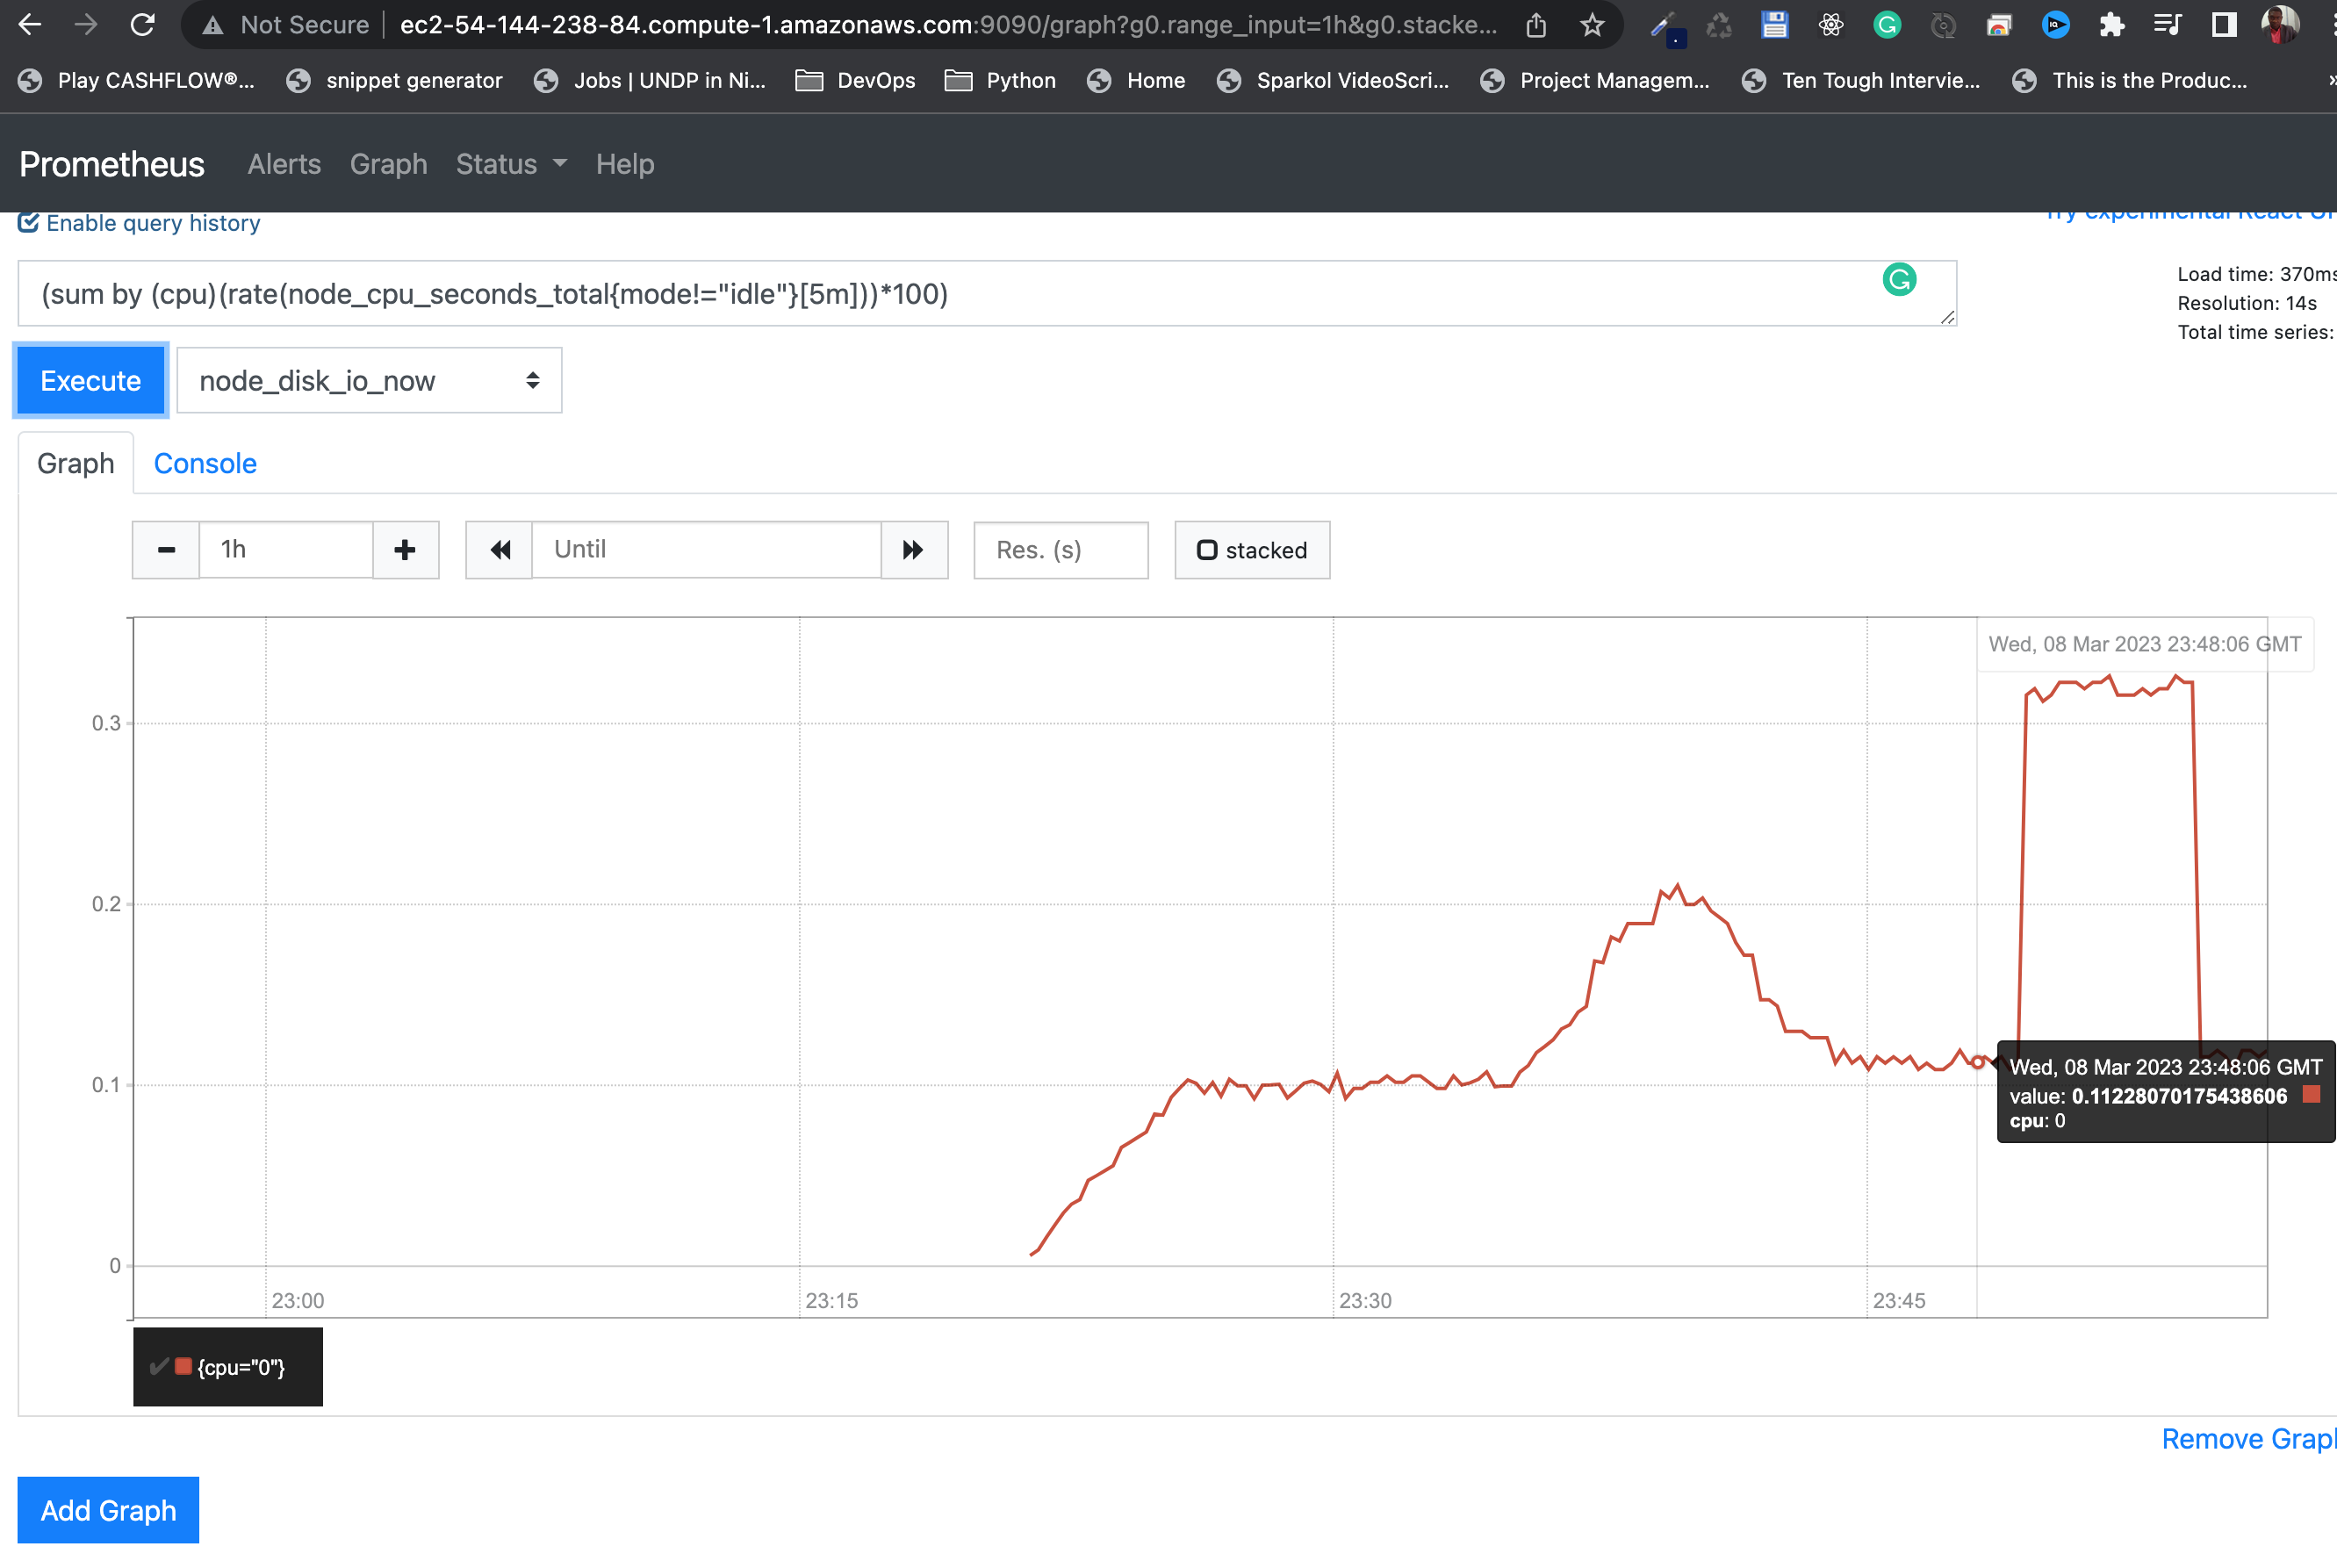 Not Secure ec2-54-144-238-84.compute-1.amazonaws.com:9090/graph?g0.range_input=1h&g0.stacke...
Play CASHFLOW®... snippet generator Jobs | UNDP in Ni... DevOps Python Home Sparkol VideoScri... Project Managem... Ten Tough Intervie... This is the Produc... »
Prometheus Alerts Graph Status Help
Enable query history
Try experimental React UI
(sum by (cpu)(rate(node_cpu_seconds_total{mode!="idle"}[5m]))*100)
Load time: 370ms
Resolution: 14s
Total time series:
Execute node_disk_io_now
Graph Console
1h Until Res. (s) stacked
Wed, 08 Mar 2023 23:48:06 GMT
0.3
0.2
0.1
0
Wed, 08 Mar 2023 23:48:06 GMT
value: 0.11228070175438606
cpu: 0
23:00 23:15 23:30 23:45
{cpu="0"}
Remove Graph
Add Graph